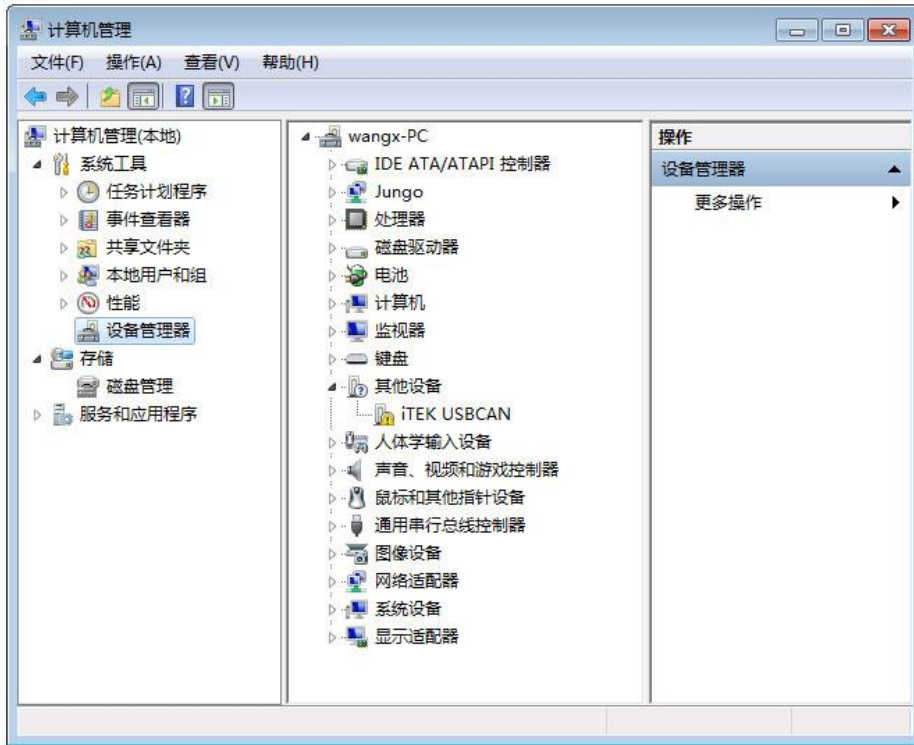 计算机管理
文件(F) 操作(A) 查看(V) 帮助(H)
计算机管理(本地)
系统工具
任务计划程序
事件查看器
共享文件夹
本地用户和组
性能
设备管理器
存储
磁盘管理
服务和应用程序
wangx-PC
IDE ATA/ATAPI 控制器
Jungo
处理器
磁盘驱动器
电池
计算机
监视器
键盘
其他设备
iTEK USBCAN
人体学输入设备
声音、视频和游戏控制器
鼠标和其他指针设备
通用串行总线控制器
图像设备
网络适配器
系统设备
显示适配器
操作
设备管理器
更多操作